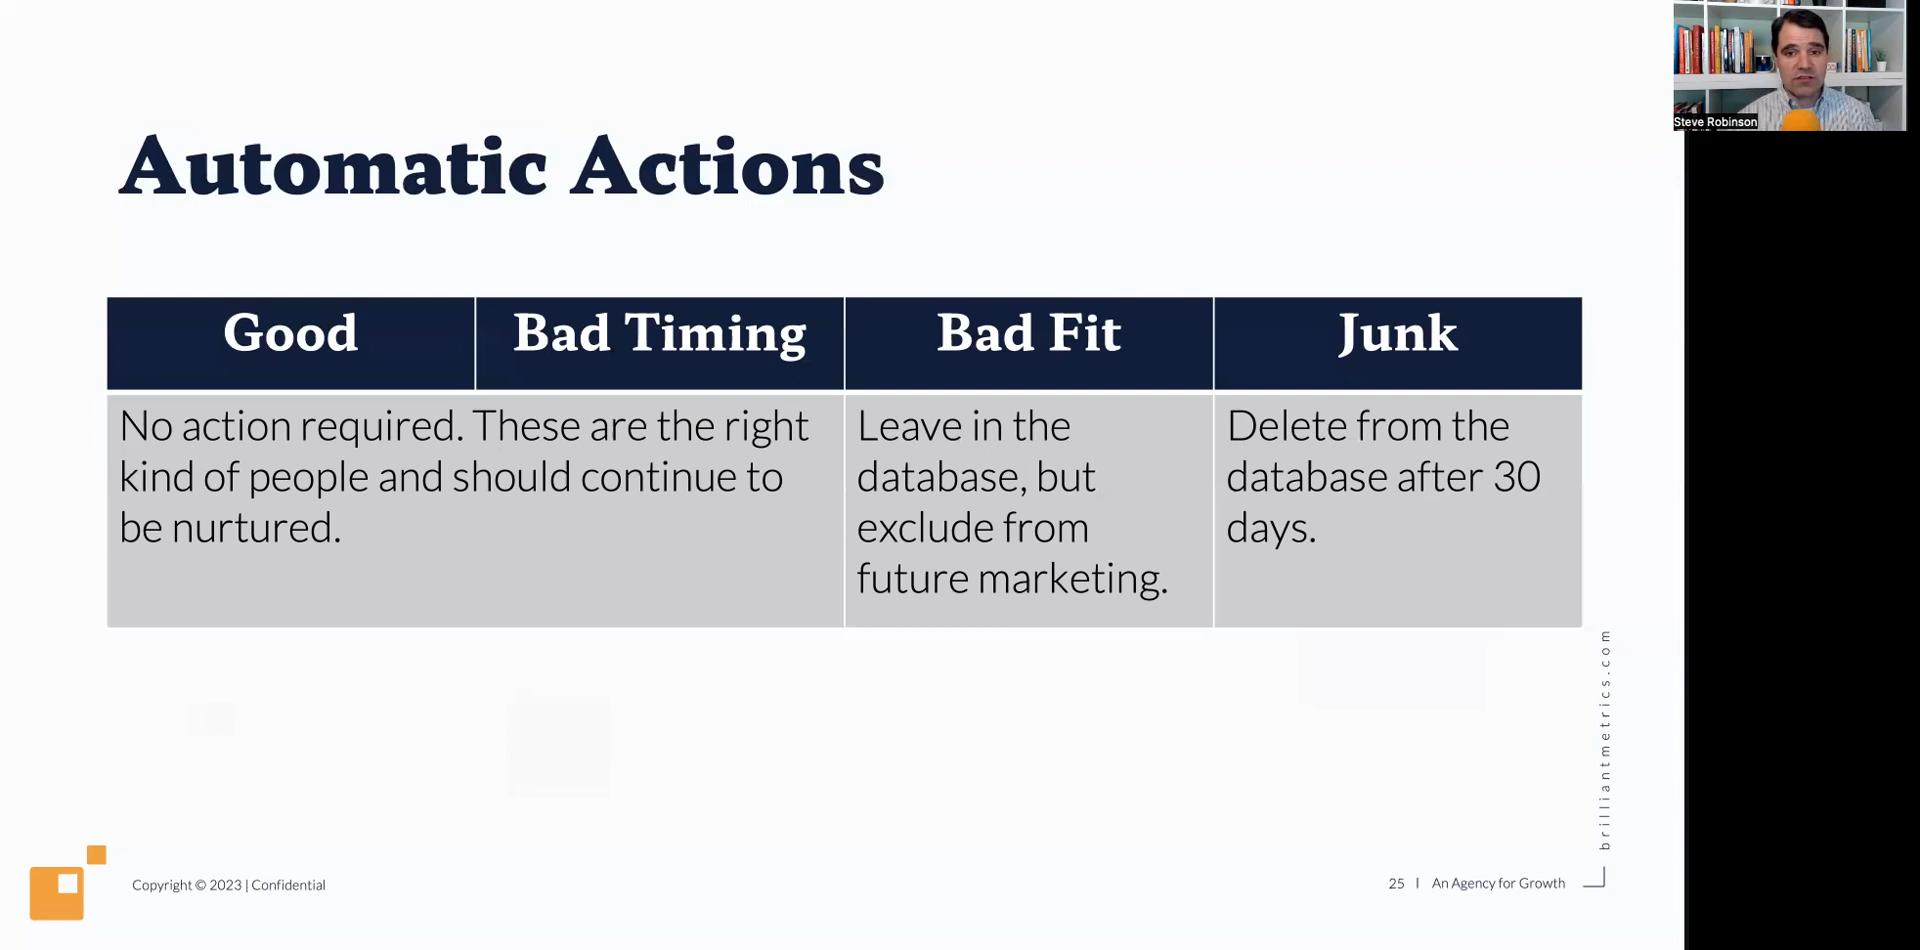 Steve Robinson
Automatic Actions
Good
Bad Timing
Bad Fit
Junk
No action required. These are the right
kind of people and should continue to
be nurtured.
Leave in the
database, but
exclude from
future marketing.
Delete from the
database after 30
days.
brilliantmetrics.com
Copyright © 2023 | Confidential
25 | An Agency for Growth